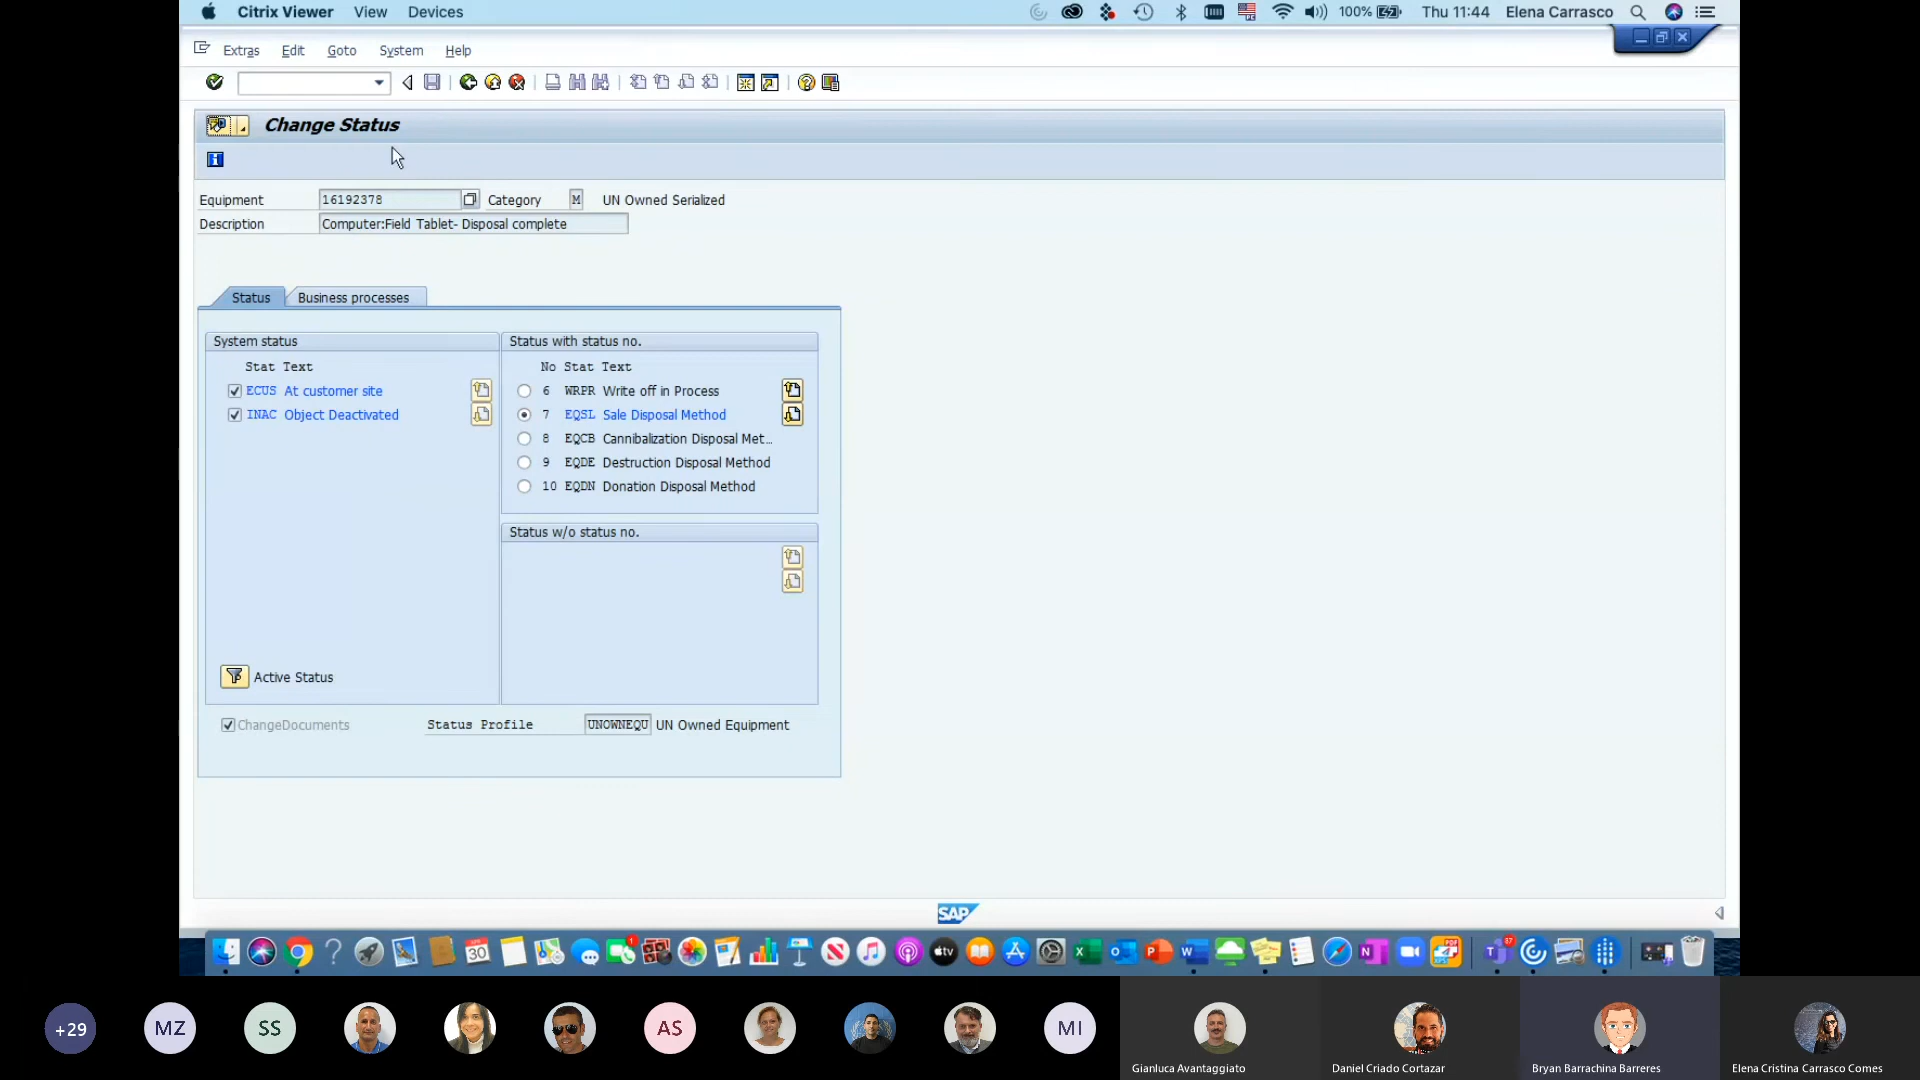 Citrix Viewer View Devices 100% Thu 11:44 Elena Carrasco
Extras Edit Goto System Help
Change Status
Equipment 16192378 Category M UN Owned Serialized
Description Computer:Field Tablet- Disposal complete
Status Business processes
System status
Stat Text
ECUS At customer site
INAC Object Deactivated
Status with status no.
No Stat Text
6 WRPR Write off in Process
7 EQSL Sale Disposal Method
8 EQCB Cannibalization Disposal Met...
9 EQDE Destruction Disposal Method
10 EQDN Donation Disposal Method
Status w/o status no.
Active Status
ChangeDocuments Status Profile UNOWNEQU UN Owned Equipment
SAP
30
tv
+29
MZ
SS
AS
MI
Gianluca Avantaggiato
Daniel Criado Cortazar
Bryan Barrachina Barreres
Elena Cristina Carrasco Comes